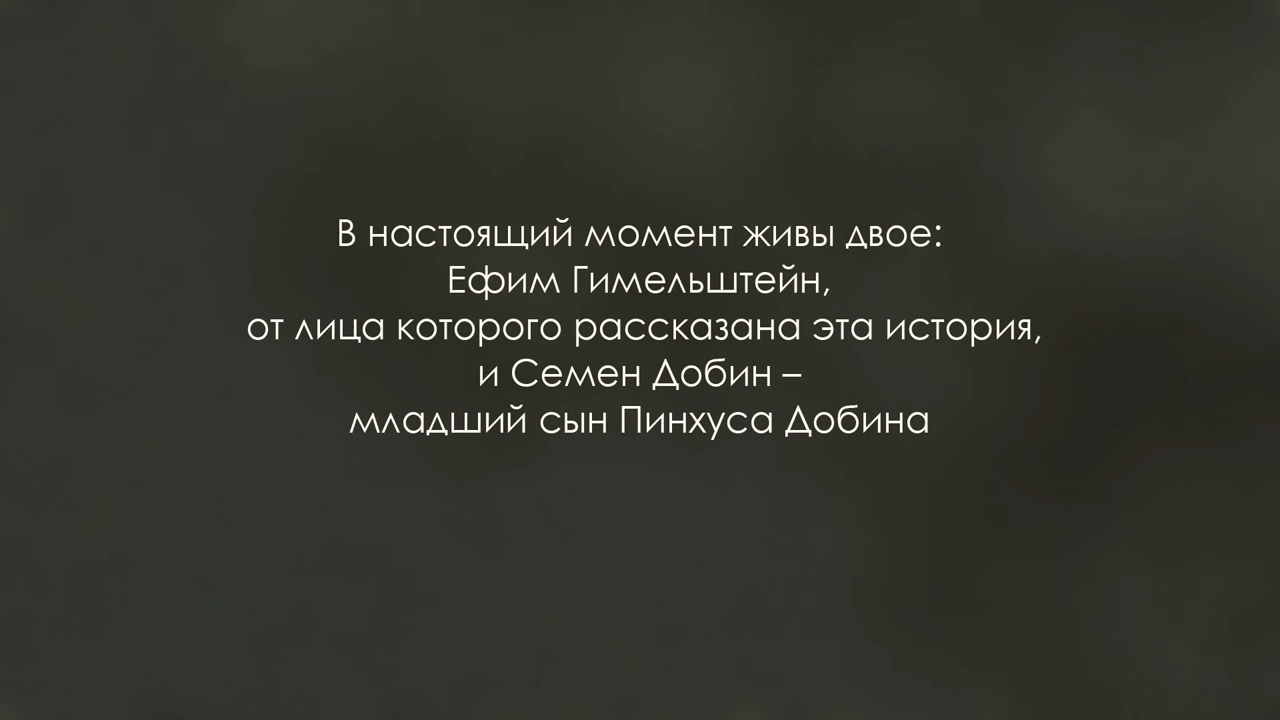 В настоящий момент живы двое:
Ефим Гимельштейн,
от лица которого рассказана эта история,
и Семен Добин –
младший сын Пинхуса Добина